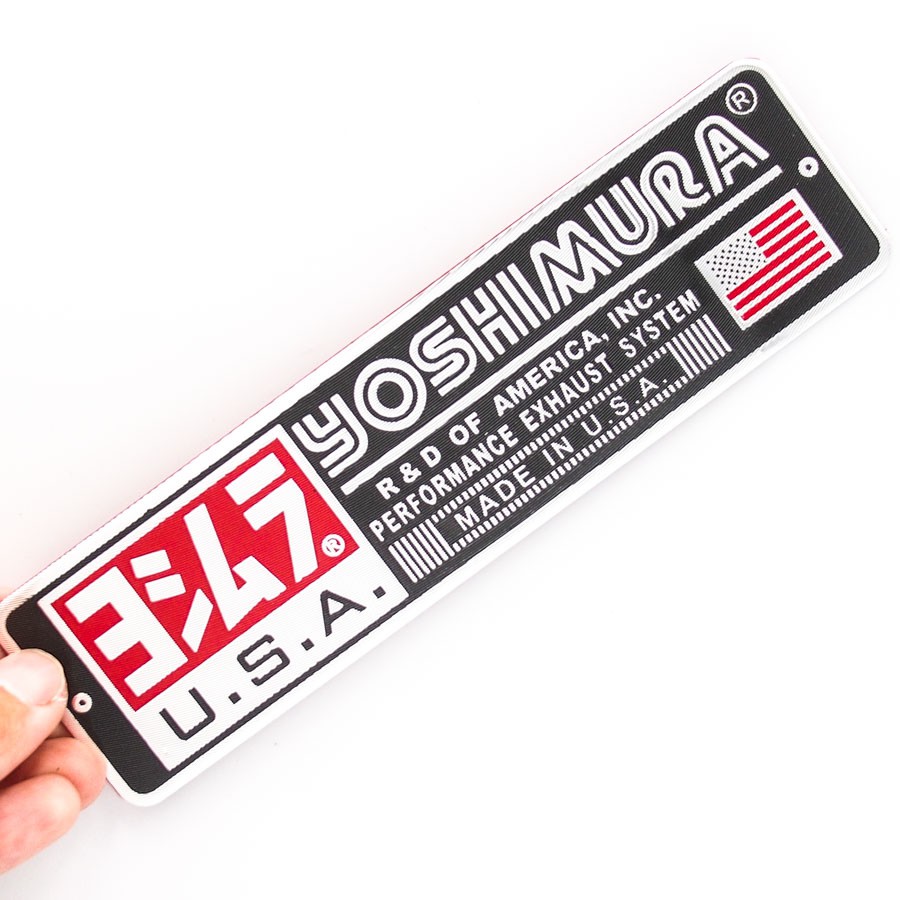 ヨシムラ®
U.S.A.
YOSHIMURA®
R&D OF AMERICA, INC.
PERFORMANCE EXHAUST SYSTEM
MADE IN U.S.A.